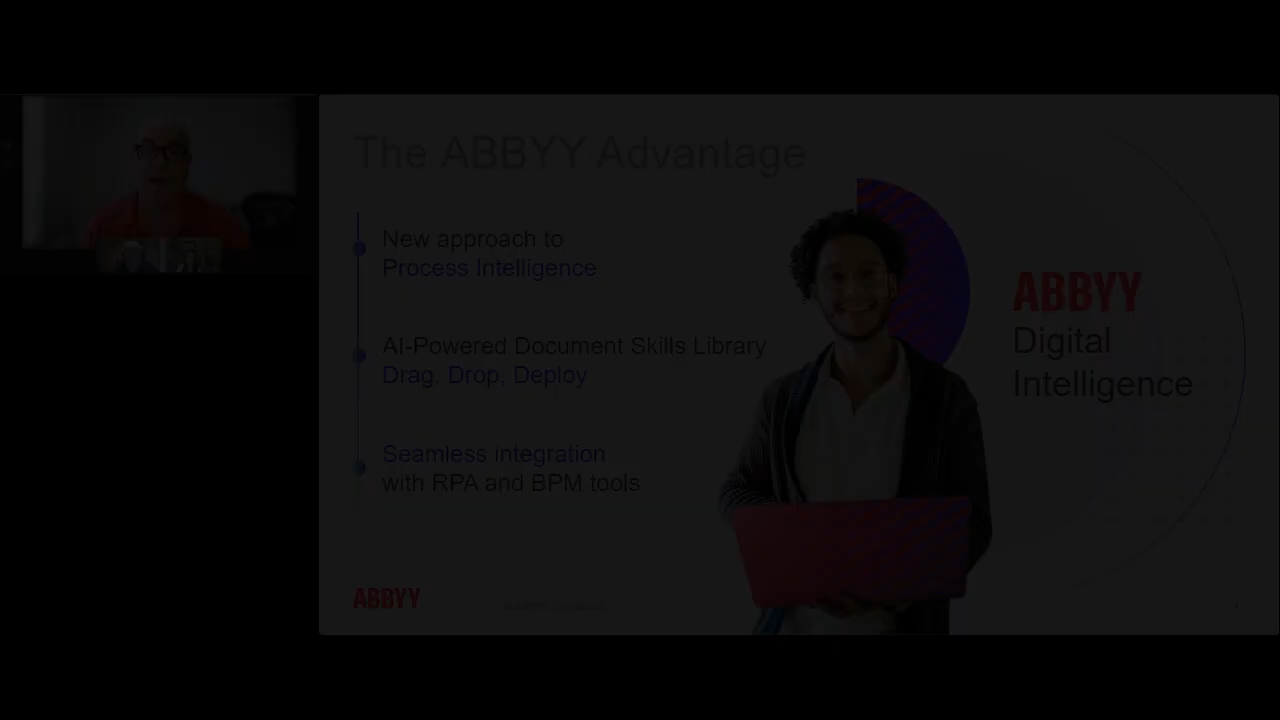 The ABBYY Advantage
New approach to
Process Intelligence
AI-Powered Document Skills Library
Drag, Drop, Deploy
Seamless integration
with RPA and BPM tools
ABBYY
Digital
Intelligence
ABBYY